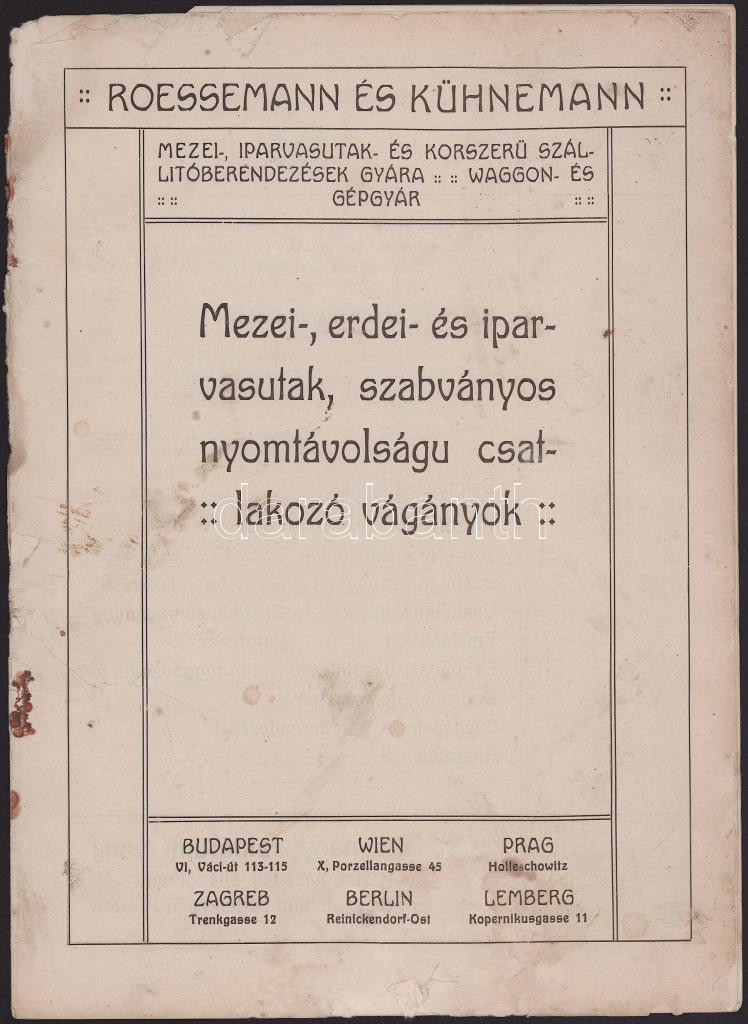 :: ROESSEMANN ÉS KÜHNEMANN ::
MEZEI-, IPARVASUTAK- ÉS KORSZERÜ SZÁL-
LITÓBERENDEZÉSEK GYÁRA :: :: WAGGON- ÉS
:: :: GÉPGYÁR :: ::
Mezei-, erdei- és ipar-
vasutak, szabványos
nyomtávolságu csat-
:: lakozó vágányok ::
darabanth
BUDAPEST WIEN PRAG
VI, Váci-út 113-115 X, Porzellangasse 45 Holleschowitz
ZAGREB BERLIN LEMBERG
Trenkgasse 12 Reinickendorf-Ost Kopernikusgasse 11